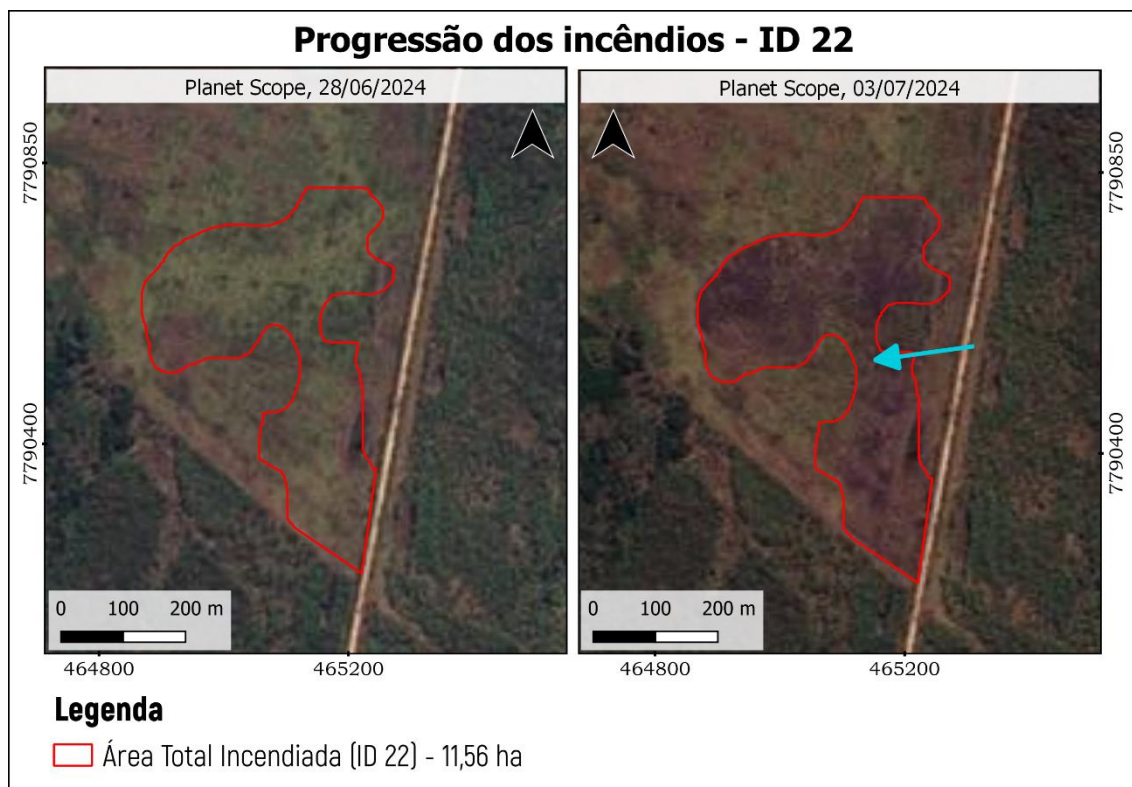 Progressão dos incêndios - ID 22
Planet Scope, 28/06/2024
Planet Scope, 03/07/2024
7790850
7790400
7790850
7790400
0 100 200 m
0 100 200 m
464800 465200
464800 465200
Legenda
Área Total Incendiada (ID 22) - 11,56 ha